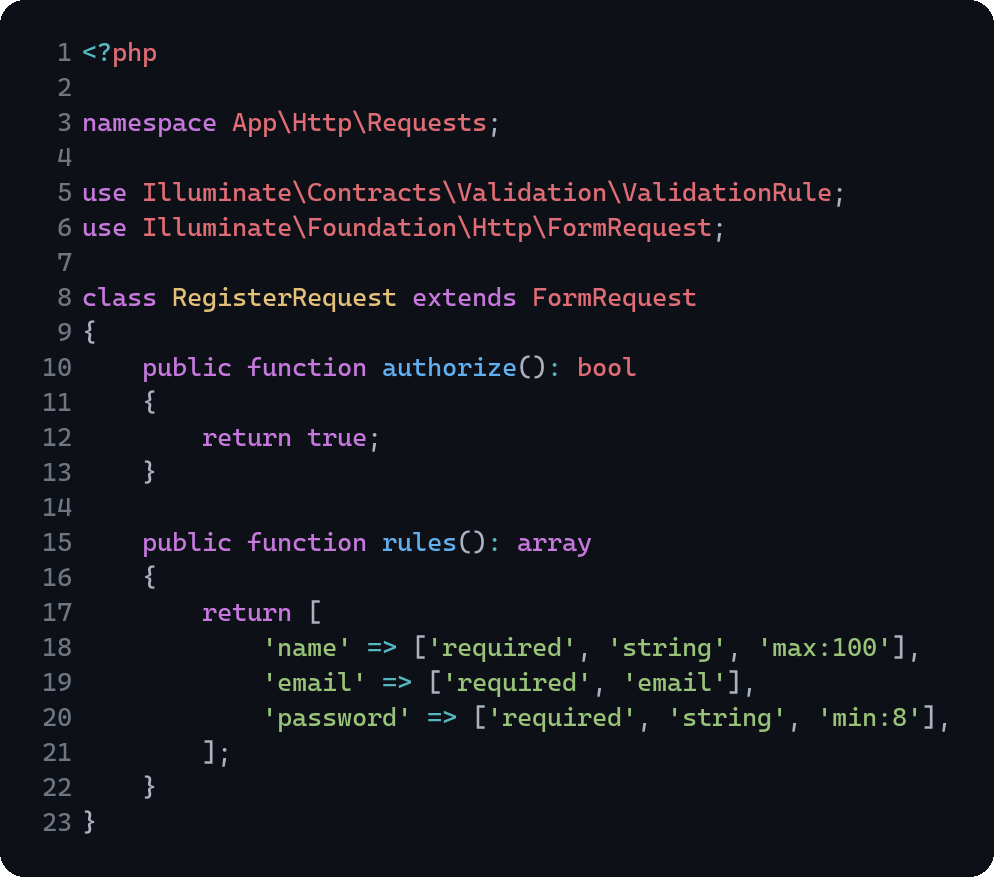 1 <?php
2
3 namespace App\Http\Requests;
4
5 use Illuminate\Contracts\Validation\ValidationRule;
6 use Illuminate\Foundation\Http\FormRequest;
7
8 class RegisterRequest extends FormRequest
9 {
10     public function authorize(): bool
11     {
12         return true;
13     }
14
15     public function rules(): array
16     {
17         return [
18             'name' => ['required', 'string', 'max:100'],
19             'email' => ['required', 'email'],
20             'password' => ['required', 'string', 'min:8'],
21         ];
22     }
23 }